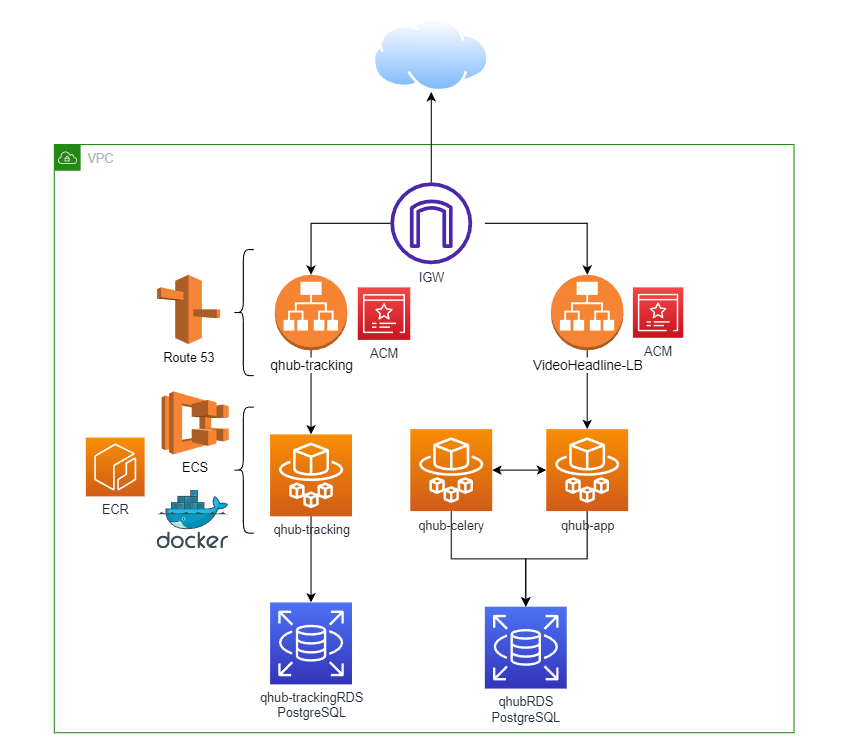 VPC
IGW
Route 53
qhub-tracking
ACM
VideoHeadline-LB
ACM
ECS
ECR
docker
qhub-tracking
qhub-celery
qhub-app
qhub-trackingRDS
PostgreSQL
qhubRDS
PostgreSQL